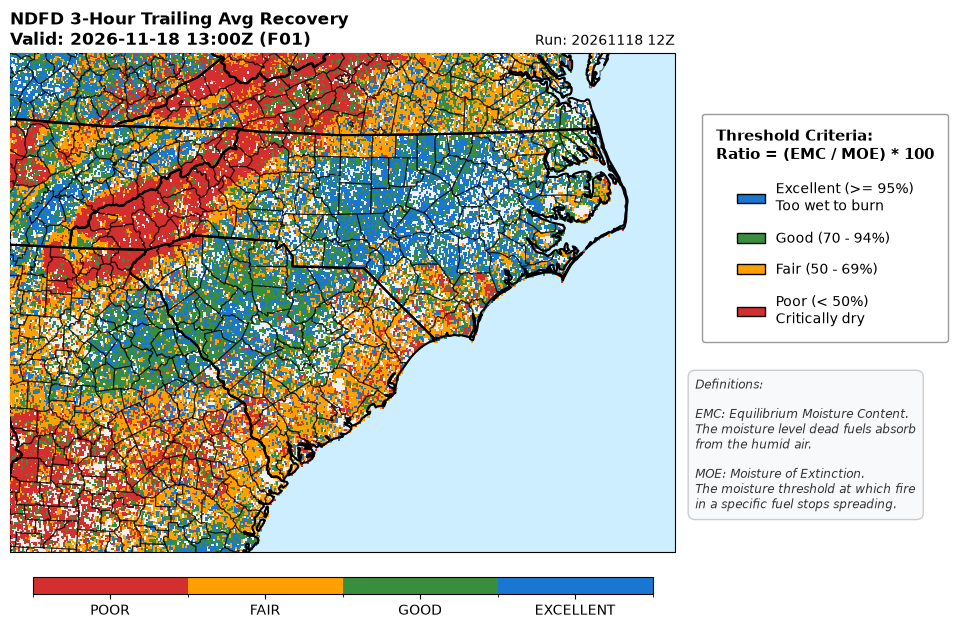 NDFD 3-Hour Trailing Avg Recovery
Valid: 2026-11-18 13:00Z (F01)
Run: 20261118 12Z
Threshold Criteria:
Ratio = (EMC / MOE) * 100
Excellent (>= 95%)
Too wet to burn
Good (70 - 94%)
Fair (50 - 69%)
Poor (< 50%)
Critically dry
Definitions:
EMC: Equilibrium Moisture Content.
The moisture level dead fuels absorb
from the humid air.
MOE: Moisture of Extinction.
The moisture threshold at which fire
in a specific fuel stops spreading.
POOR
FAIR
GOOD
EXCELLENT